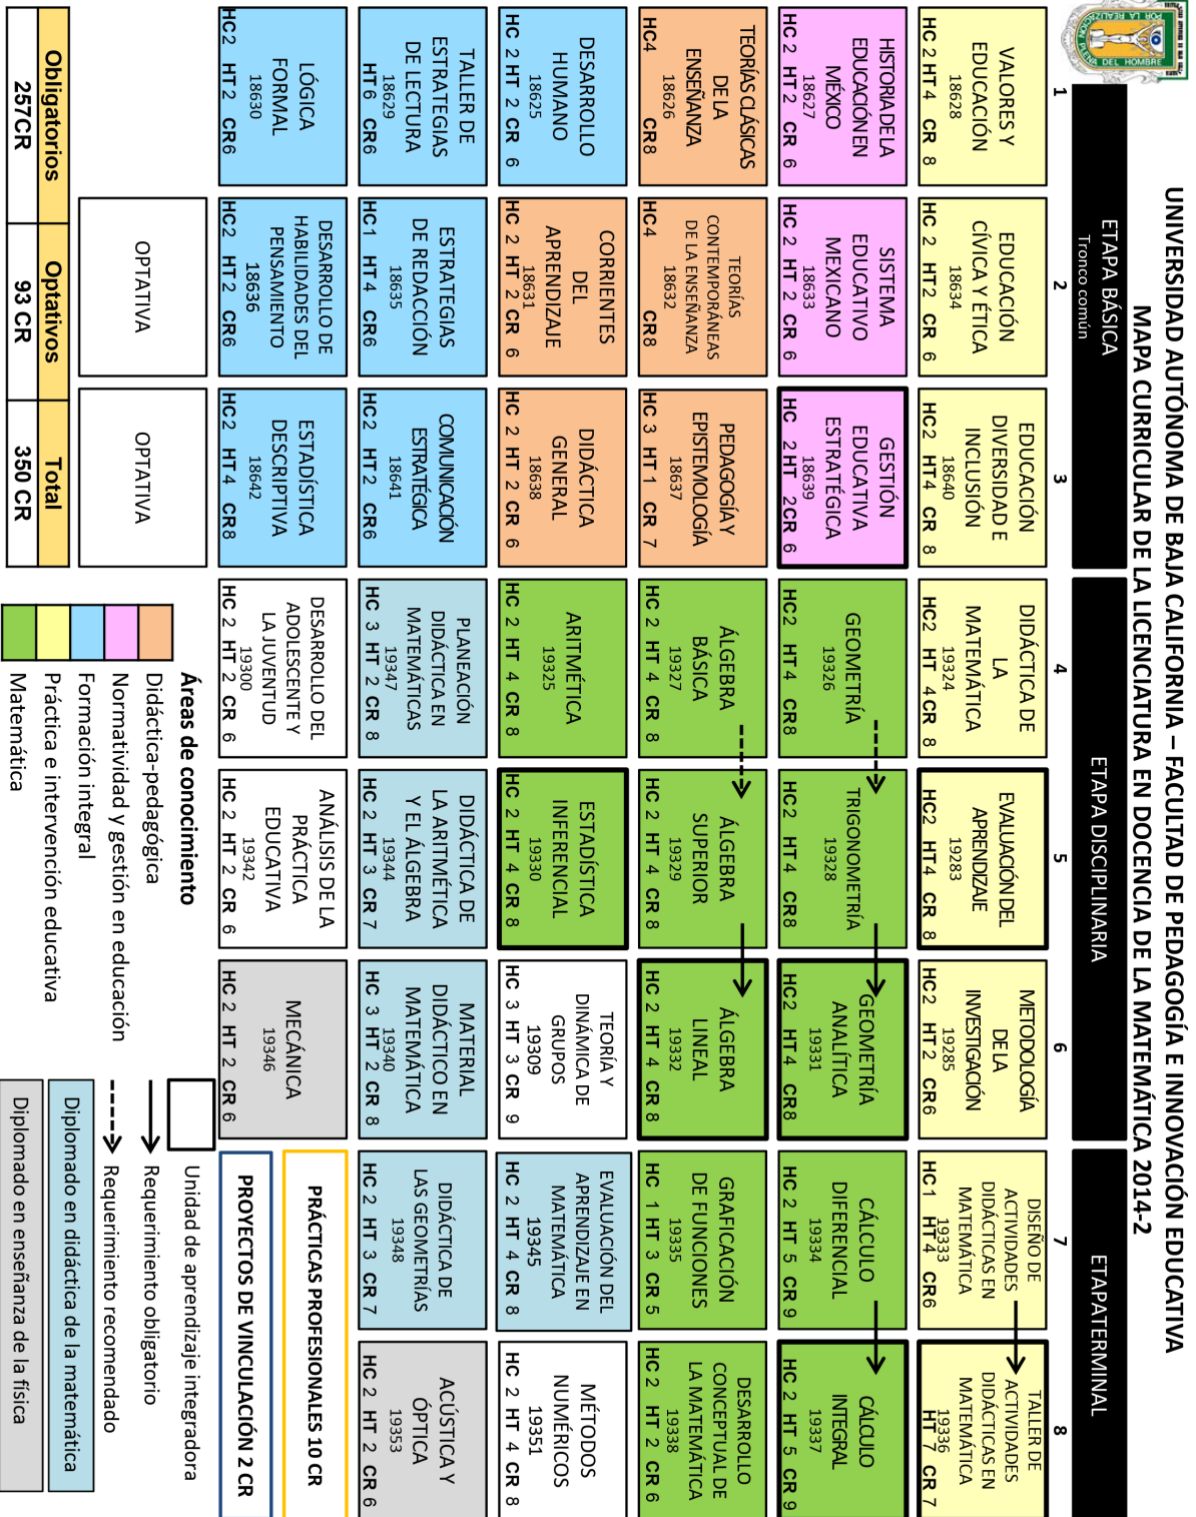 UNIVERSIDAD AUTÓNOMA DE BAJA CALIFORNIA – FACULTAD DE PEDAGOGÍA E INNOVACIÓN EDUCATIVA
MAPA CURRICULAR DE LA LICENCIATURA EN DOCENCIA DE LA MATEMÁTICA 2014-2
POR LA REALIZACIÓN PLENA DEL HOMBRE
ETAPA BÁSICA
Tronco común
ETAPA DISCIPLINARIA
ETAPATERMINAL
1
2
3
4
5
6
7
8
VALORES Y
EDUCACIÓN
18628
HC 2 HT 4 CR 8
EDUCACIÓN
CÍVICA Y ÉTICA
18634
HC 2 HT2 CR 6
EDUCACIÓN
DIVERSIDAD E
INCLUSIÓN
18640
HC2 HT 4 CR 8
DIDÁCTICA DE
LA
MATEMÁTICA
19324
HC2 HT 4CR 8
EVALUACIÓN DEL
APRENDIZAJE
19283
HC2 HT4 CR 8
METODOLOGÍA
DE LA
INVESTIGACIÓN
19285
HC2 HT 2 CR6
DISEÑO DE
ACTIVIDADES
DIDÁCTICAS EN
MATEMÁTICA
19333
HC1 HT4 CR6
TALLER DE
ACTIVIDADES
DIDÁCTICAS EN
MATEMÁTICA
19336
HT 7 CR 7
HISTORIA DE LA
EDUCACIÓN EN
MÉXICO
18627
HC 2 HT 2 CR 6
SISTEMA
EDUCATIVO
MEXICANO
18633
HC 2 HT 2 CR 6
GESTIÓN
EDUCATIVA
ESTRATÉGICA
18639
HC 2HT 2CR 6
GEOMETRÍA
19326
HC2 HT 4 CR8
TRIGONOMETRÍA
19328
HC 2 HT 4 CR8
GEOMETRÍA
ANALÍTICA
19331
HC2 HT 4 CR8
CÁLCULO
DIFERENCIAL
19334
HC 2 HT 5 CR 9
CÁLCULO
INTEGRAL
19337
HC 2 HT 5 CR 9
TEORÍAS CLÁSICAS
DE LA
ENSEÑANZA
18626
HC4 CR8
TEORÍAS
CONTEMPORÁNEAS
DE LA ENSEÑANZA
18632
HC4 CR8
PEDAGOGÍA Y
EPISTEMOLOGÍA
18637
HC 3 HT 1 CR 7
ÁLGEBRA
BÁSICA
19327
HC 2 HT 4 CR 8
ÁLGEBRA
SUPERIOR
19329
HC 2 HT 4 CR 8
ÁLGEBRA
LINEAL
19332
HC 2 HT 4 CR 8
GRAFICACIÓN
DE FUNCIONES
19335
HC 1 HT 3 CR 5
DESARROLLO
CONCEPTUAL DE
LA MATEMÁTICA
19338
HC 2 HT 2 CR 6
DESARROLLO
HUMANO
18625
HC 2 HT 2 CR 6
CORRIENTES
DEL
APRENDIZAJE
18631
HC 2 HT 2 CR 6
DIDÁCTICA
GENERAL
18638
HC 2 HT 2 CR 6
ARITMÉTICA
19325
HC 2 HT 4 CR 8
ESTADÍSTICA
INFERENCIAL
19330
HC 2 HT 4 CR 8
TEORÍA Y
DINÁMICA DE
GRUPOS
19309
HC 3 HT 3 CR 9
EVALUACIÓN DEL
APRENDIZAJE EN
MATEMÁTICA
19345
HC 2 HT 4 CR 8
MÉTODOS
NUMÉRICOS
19351
HC 2 HT 4 CR 8
TALLER DE
ESTRATEGIAS
DE LECTURA
18629
HT 6 CR6
ESTRATEGIAS
DE REDACCIÓN
18635
HC1 HT 4 CR6
COMUNICACIÓN
ESTRATÉGICA
18641
HC2 HT2 CR6
PLANEACIÓN
DIDÁCTICA EN
MATEMÁTICAS
19347
HC 3 HT 2 CR 8
DIDÁCTICA DE
LA ARITMÉTICA
Y EL ÁLGEBRA
19344
HC 2 HT 3 CR 7
MATERIAL
DIDÁCTICO EN
MATEMÁTICA
19340
HC 3 HT 2 CR 8
DIDÁCTICA DE
LAS GEOMETRÍAS
19348
HC 2 HT 3 CR 7
ACÚSTICA Y
ÓPTICA
19353
HC 2 HT 2 CR 6
LÓGICA
FORMAL
18630
HC2 HT 2 CR6
DESARROLLO DE
HABILIDADES DEL
PENSAMIENTO
18636
HC2 HT2 CR6
ESTADÍSTICA
DESCRIPTIVA
18642
HC2 HT4 CR8
DESARROLLO DEL
ADOLESCENTE Y
LA JUVENTUD
19300
HC 2 HT 2 CR 6
ANÁLISIS DE LA
PRÁCTICA
EDUCATIVA
19342
HC 2 HT 2 CR 6
MECÁNICA
19346
HC 2 HT 2 CR 6
PRÁCTICAS PROFESIONALES 10 CR
PROYECTOS DE VINCULACIÓN 2 CR
OPTATIVA
OPTATIVA
Obligatorios Optativos Total
257CR 93 CR 350 CR
Áreas de conocimiento
Didáctica-pedagógica
Normatividad y gestión en educación
Formación integral
Práctica e intervención educativa
Matemática
Unidad de aprendizaje integradora
Requerimiento obligatorio
Requerimiento recomendado
Diplomado en didáctica de la matemática
Diplomado en enseñanza de la física